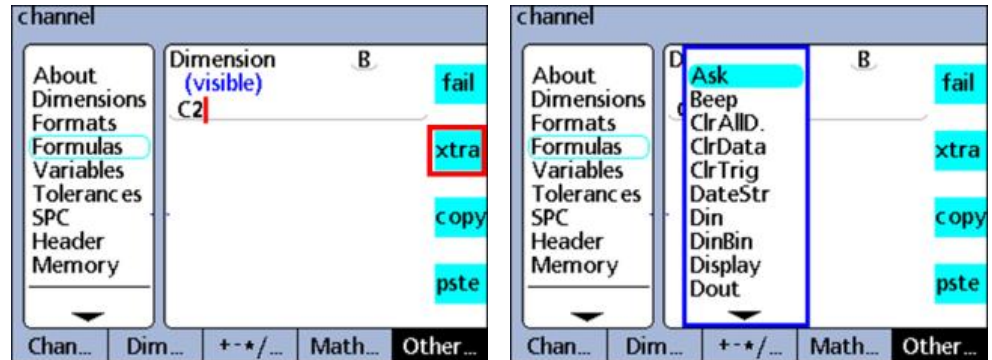 channel
About
Dimensions
Formats
Formulas
Variables
Tolerances
SPC
Header
Memory
Dimension B
(visible)
C2
fail
xtra
copy
pste
Chan... Dim... +-*/... Math... Other...
channel
About
Dimensions
Formats
Formulas
Variables
Tolerances
SPC
Header
Memory
D B
Ask
Beep
ClrAllD.
ClrData
ClrTrig
DateStr
Din
DinBin
Display
Dout
fail
xtra
copy
pste
Chan... Dim... +-*/... Math... Other...